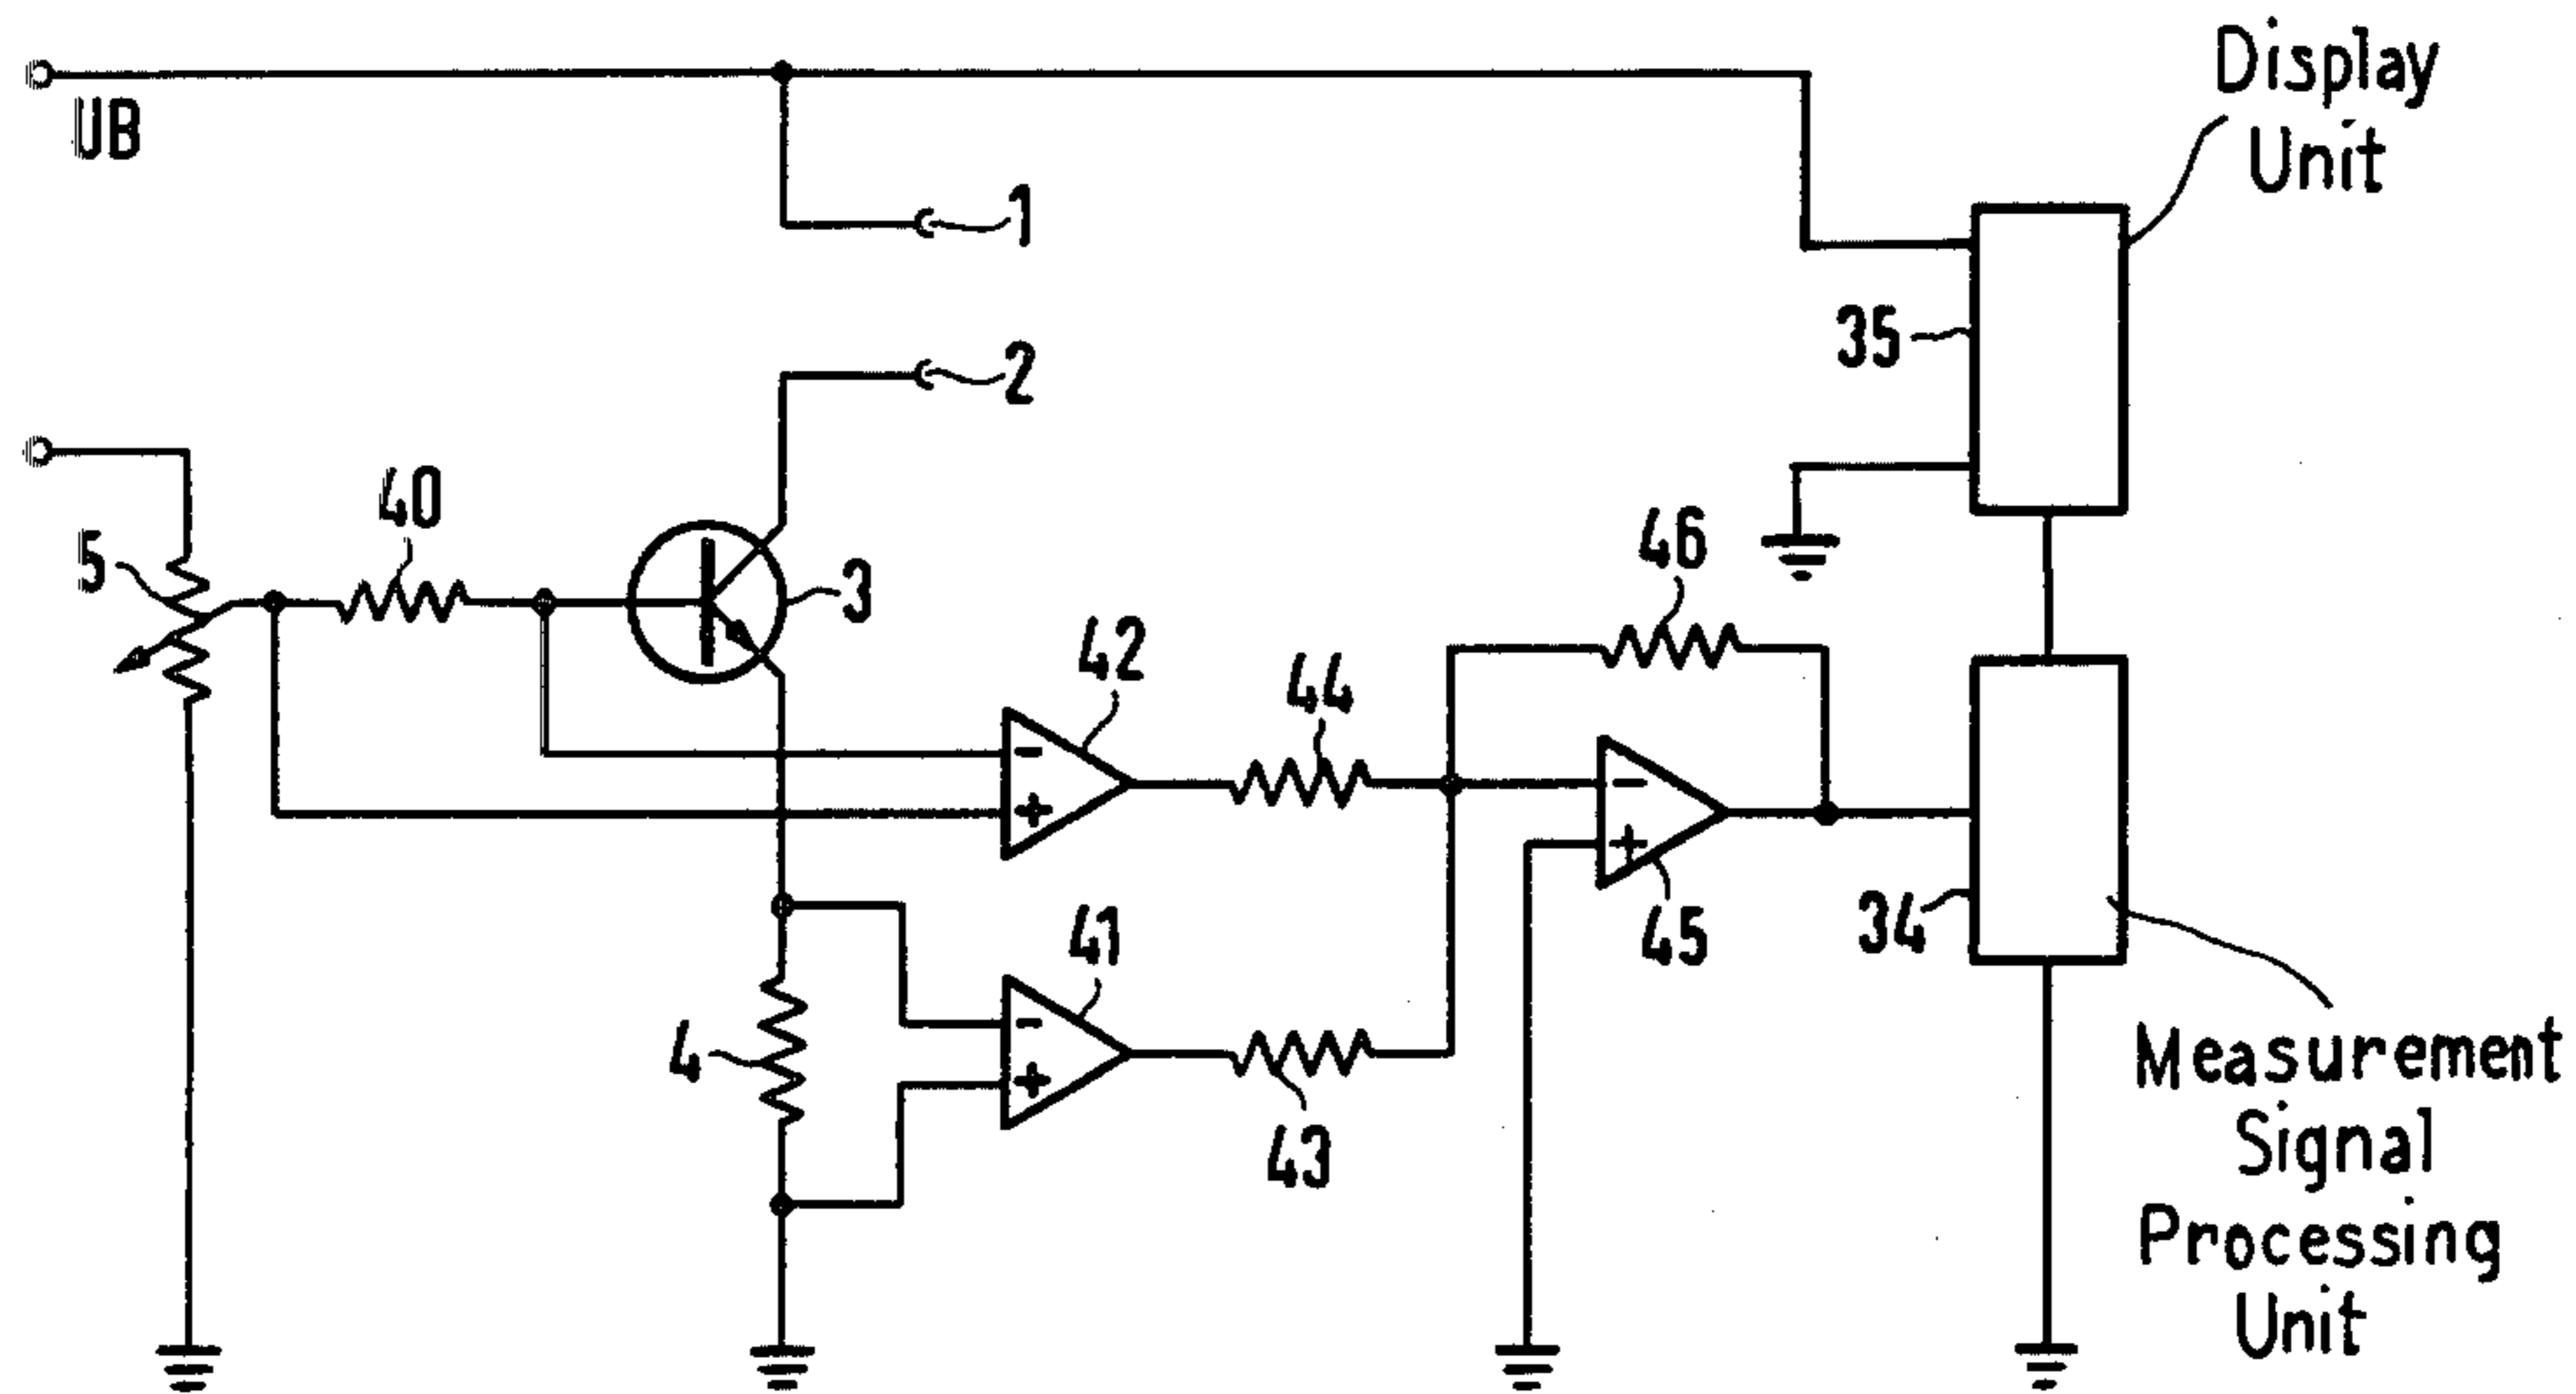 Display
Unit
UB
1
2
35
40
5
3
46
42
44
-
+
-
+
45
34
41
4
-
+
43
Measurement
Signal
Processing
Unit